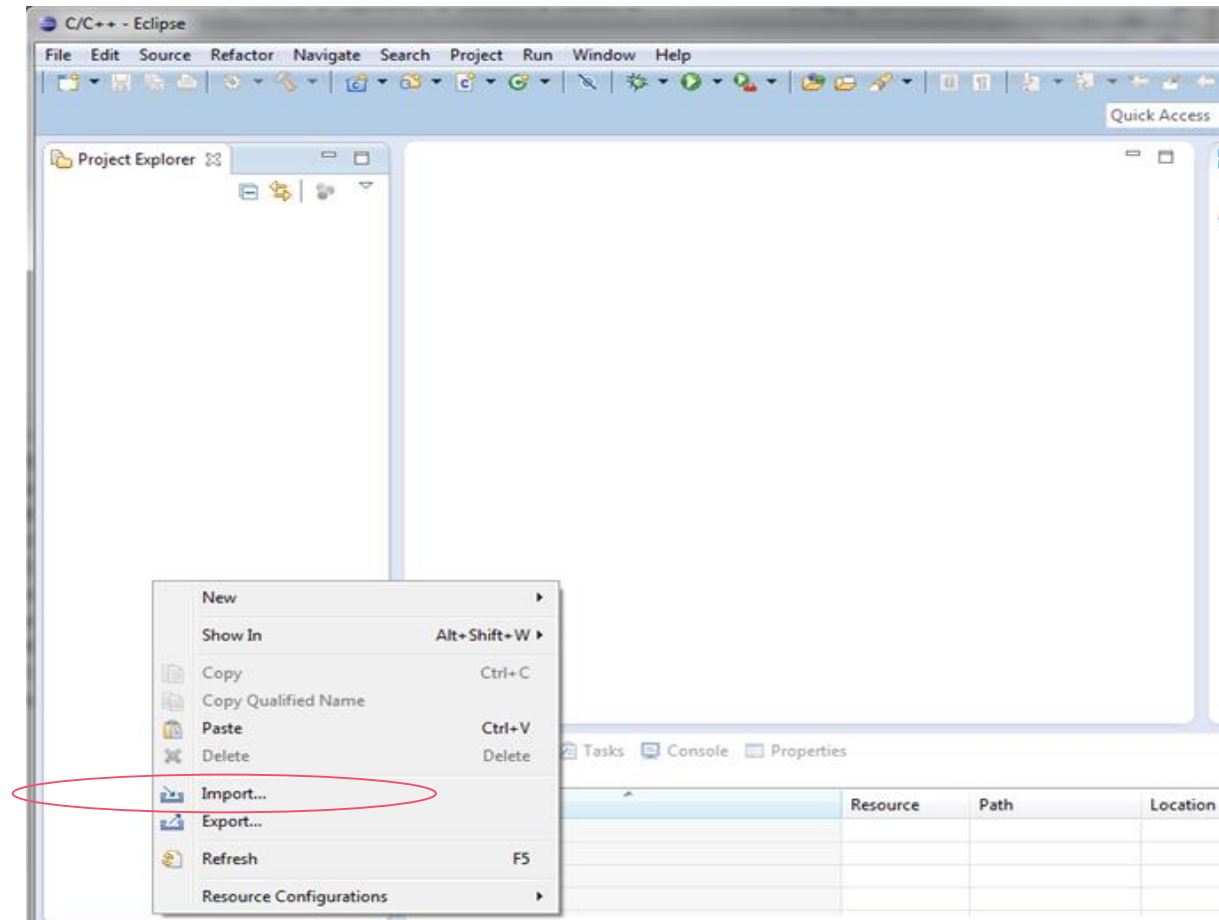 C/C++ - Eclipse
File Edit Source Refactor Navigate Search Project Run Window Help
Quick Access
Project Explorer
New
Show In Alt+Shift+W
Copy Ctrl+C
Copy Qualified Name
Paste Ctrl+V
Delete Delete
Tasks Console Properties
Import...
Resource Path Location
Export...
Refresh F5
Resource Configurations